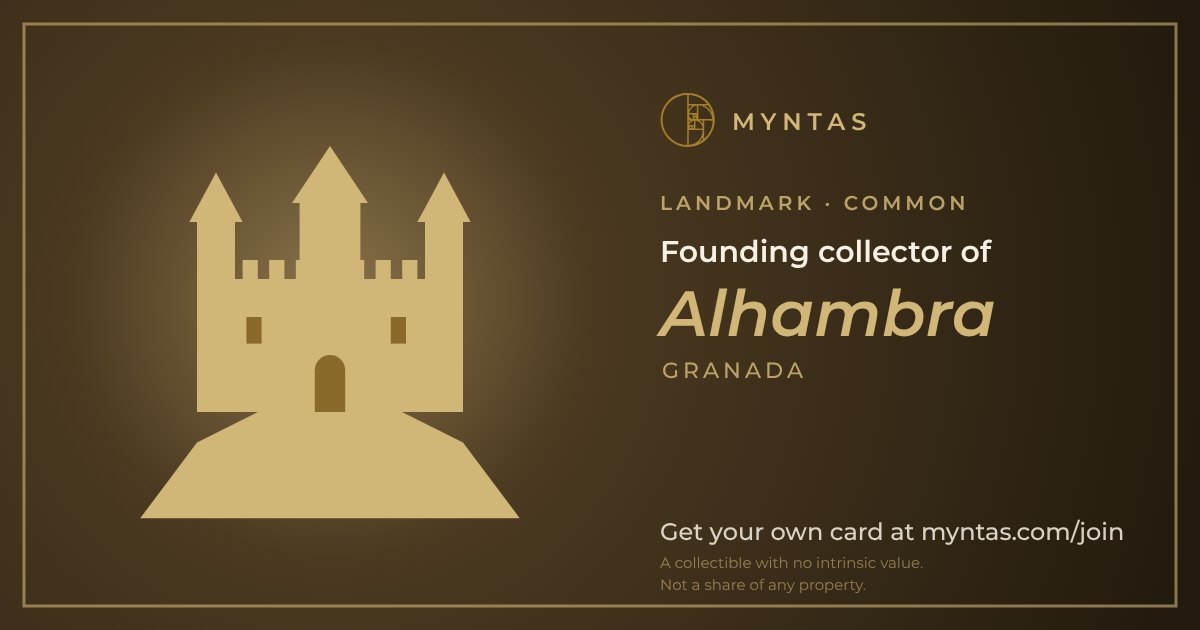 MYNTAS
LANDMARK · COMMON
Founding collector of
Alhambra
GRANADA
Get your own card at myntas.com/join
A collectible with no intrinsic value.
Not a share of any property.